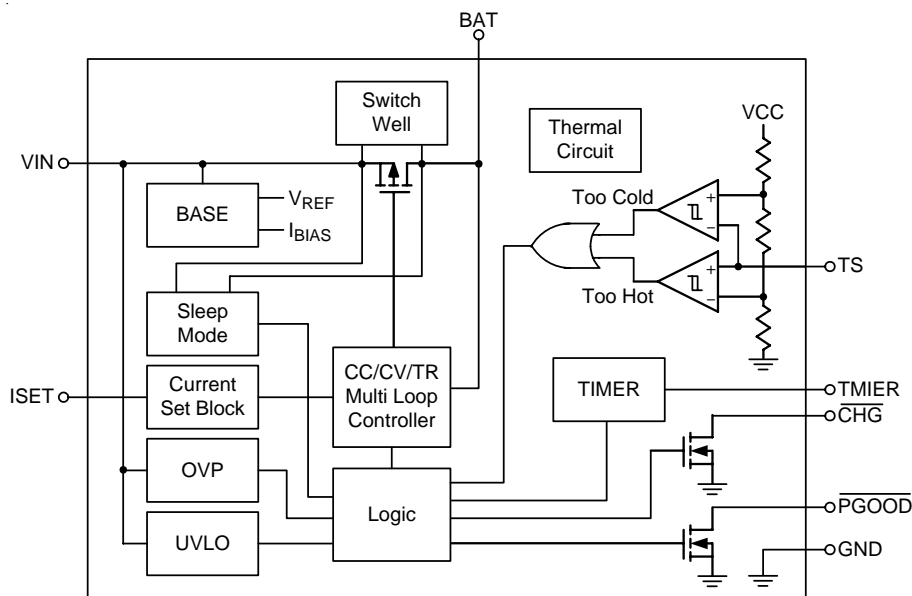 BAT
Switch
Well
Thermal
Circuit
VCC
VIN
BASE
VREF
IBIAS
Too Cold
+
−
+
−
Too Hot
TS
Sleep
Mode
CC/CV/TR
Multi Loop
Controller
ISET
Current
Set Block
TIMER
TMIER
CHG
OVP
Logic
PGOOD
UVLO
GND